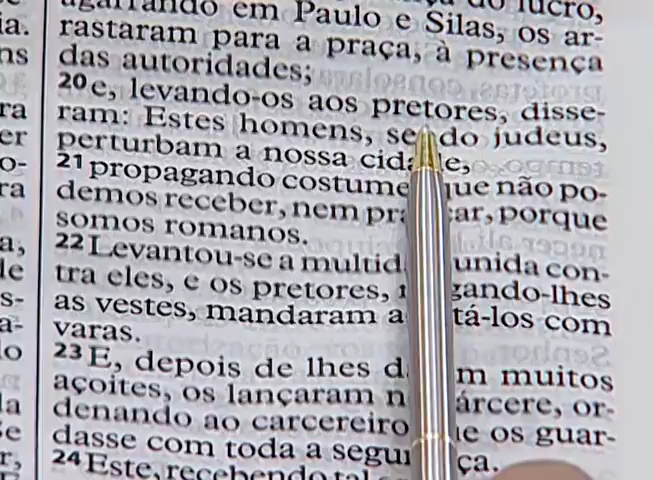 agarrando em Paulo e Silas, os ar-
rastaram para a praça, à presença
das autoridades;
20 e, levando-os aos pretores, disse-
ram: Estes homens, sendo judeus,
perturbam a nossa cidade,
21 propagando costumes que não po-
demos receber, nem praticar, porque
somos romanos.
22 Levantou-se a multidão, unida con-
tra eles, e os pretores, rasgando-lhes
as vestes, mandaram açoitá-los com
varas.
23 E, depois de lhes darem muitos
açoites, os lançaram no cárcere, or-
denando ao carcereiro que os guar-
dasse com toda a segurança.
24 Este, recebendo tal